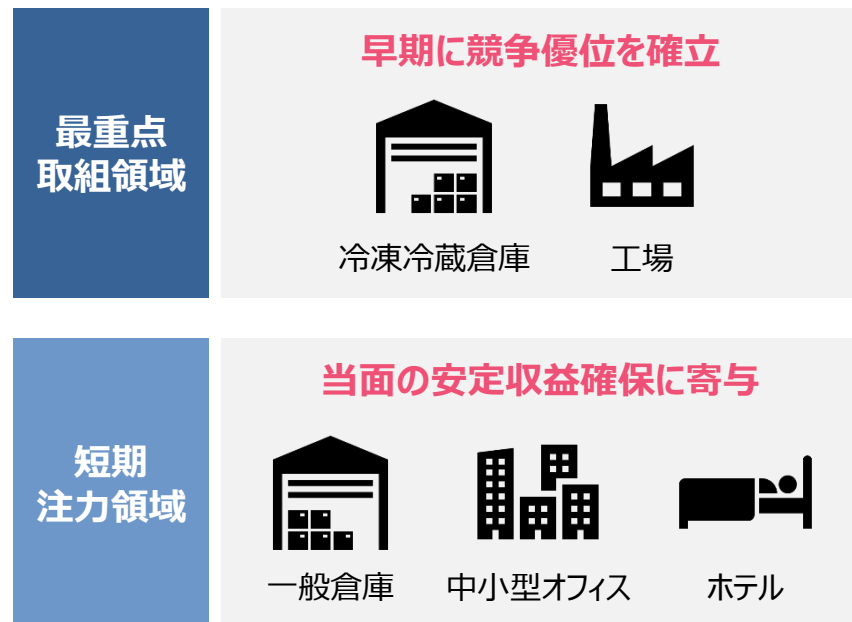 最重点
取組領域
早期に競争優位を確立
冷凍冷蔵倉庫
工場
短期
注力領域
当面の安定収益確保に寄与
一般倉庫
中小型オフィス
ホテル